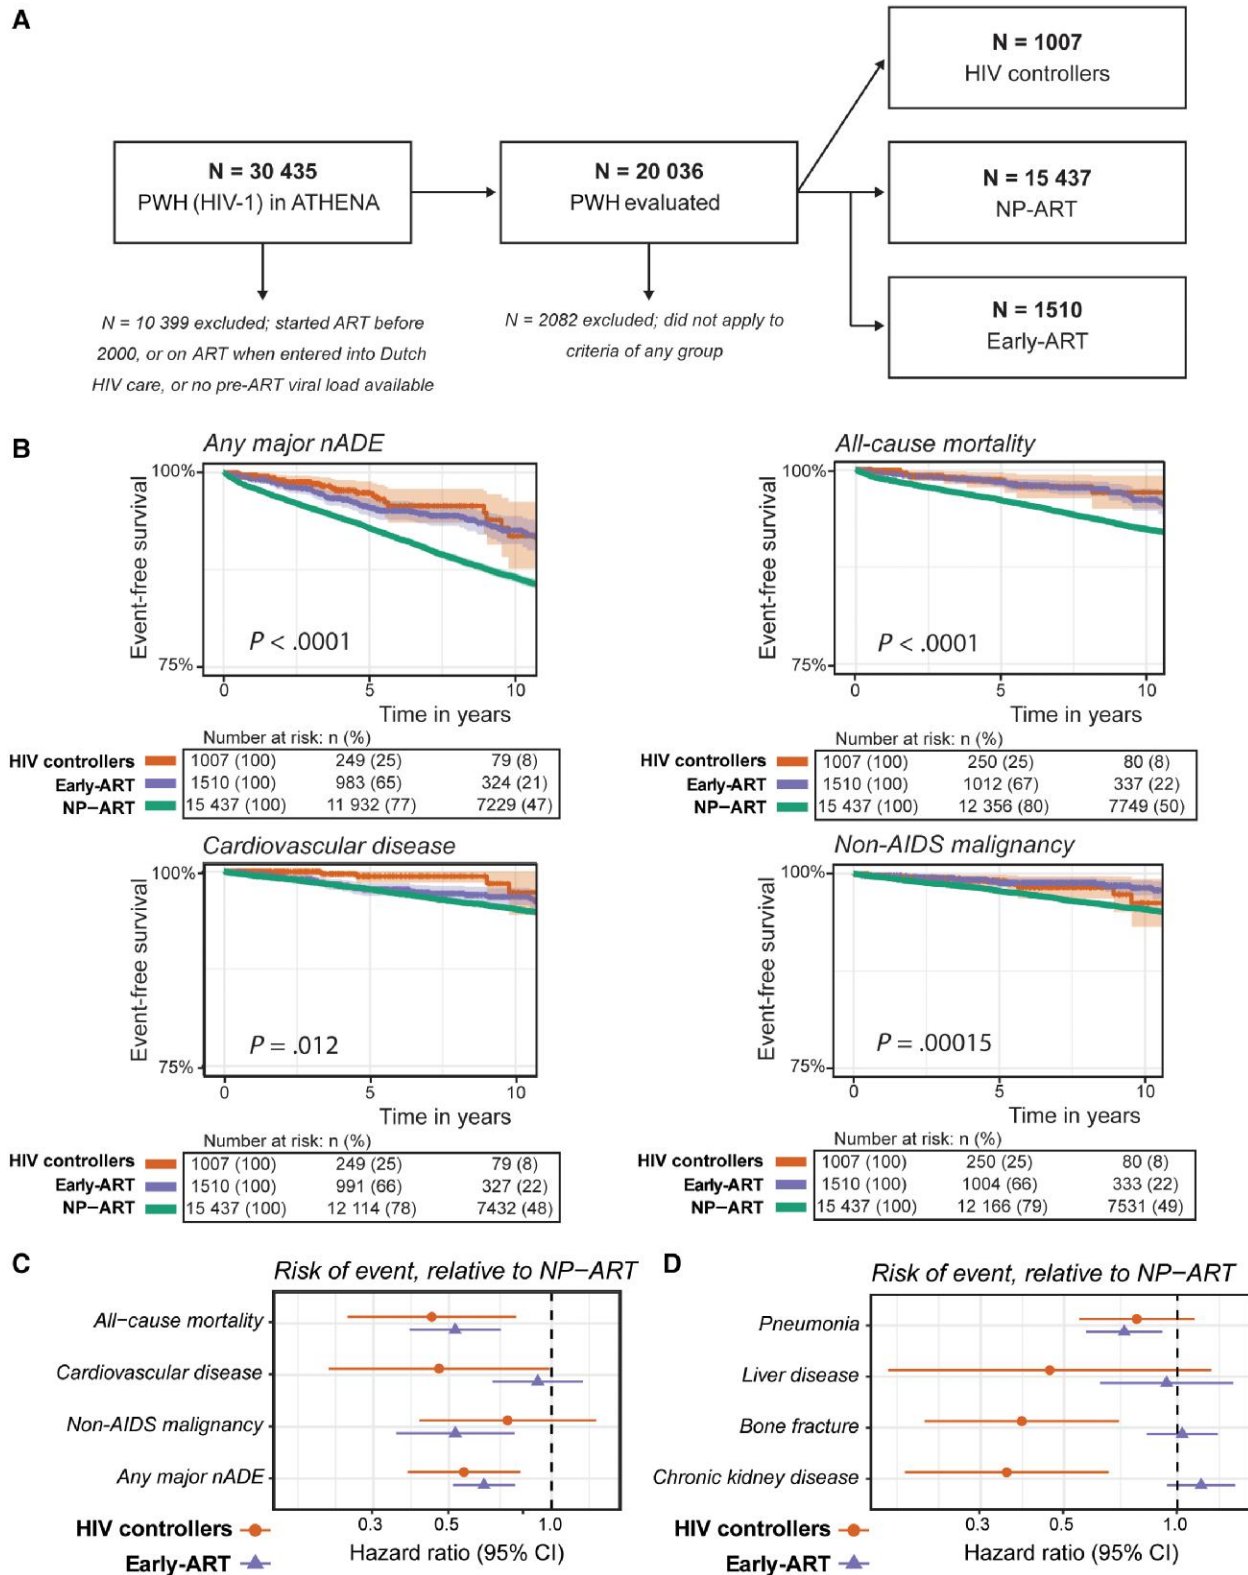 A
N = 30 435
PWH (HIV-1) in ATHENA
N = 20 036
PWH evaluated
N = 1007
HIV controllers
N = 15 437
NP-ART
N = 1510
Early-ART
N = 10 399 excluded; started ART before
2000, or on ART when entered into Dutch
HIV care, or no pre-ART viral load available
N = 2082 excluded; did not apply to
criteria of any group
B
Any major nADE
Event-free survival
100%
75%
P < .0001
0 5 10
Time in years
Number at risk: n (%)
HIV controllers 1007 (100) 249 (25) 79 (8)
Early-ART 1510 (100) 983 (65) 324 (21)
NP−ART 15 437 (100) 11 932 (77) 7229 (47)
All-cause mortality
Event-free survival
100%
75%
P < .0001
0 5 10
Time in years
Number at risk: n (%)
HIV controllers 1007 (100) 250 (25) 80 (8)
Early-ART 1510 (100) 1012 (67) 337 (22)
NP−ART 15 437 (100) 12 356 (80) 7749 (50)
Cardiovascular disease
Event-free survival
100%
75%
P = .012
0 5 10
Time in years
Number at risk: n (%)
HIV controllers 1007 (100) 249 (25) 79 (8)
Early-ART 1510 (100) 991 (66) 327 (22)
NP−ART 15 437 (100) 12 114 (78) 7432 (48)
Non-AIDS malignancy
Event-free survival
100%
75%
P = .00015
0 5 10
Time in years
Number at risk: n (%)
HIV controllers 1007 (100) 250 (25) 80 (8)
Early-ART 1510 (100) 1004 (66) 333 (22)
NP−ART 15 437 (100) 12 166 (79) 7531 (49)
C
Risk of event, relative to NP−ART
All−cause mortality
Cardiovascular disease
Non-AIDS malignancy
Any major nADE
0.3 0.5 1.0
HIV controllers
Hazard ratio (95% CI)
Early-ART
D
Risk of event, relative to NP−ART
Pneumonia
Liver disease
Bone fracture
Chronic kidney disease
0.3 0.5 1.0
HIV controllers
Hazard ratio (95% CI)
Early-ART